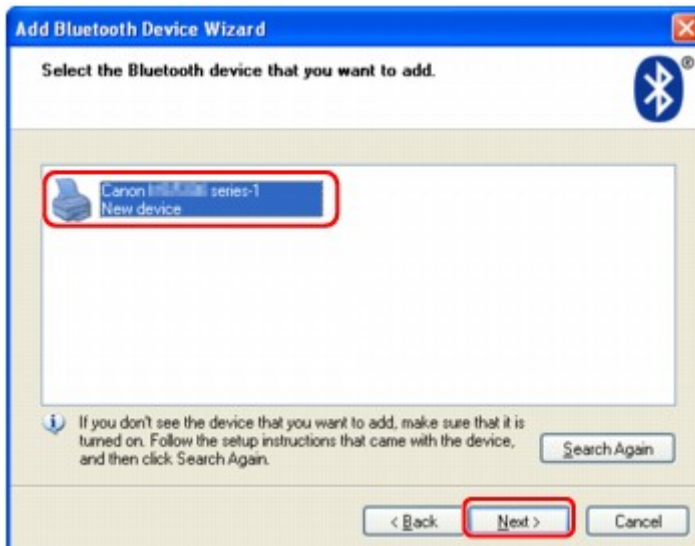 Add Bluetooth Device Wizard
Select the Bluetooth device that you want to add.
®
Canon series-1
New device
If you don't see the device that you want to add, make sure that it is
turned on. Follow the setup instructions that came with the device,
and then click Search Again.
Search Again
< Back
Next >
Cancel